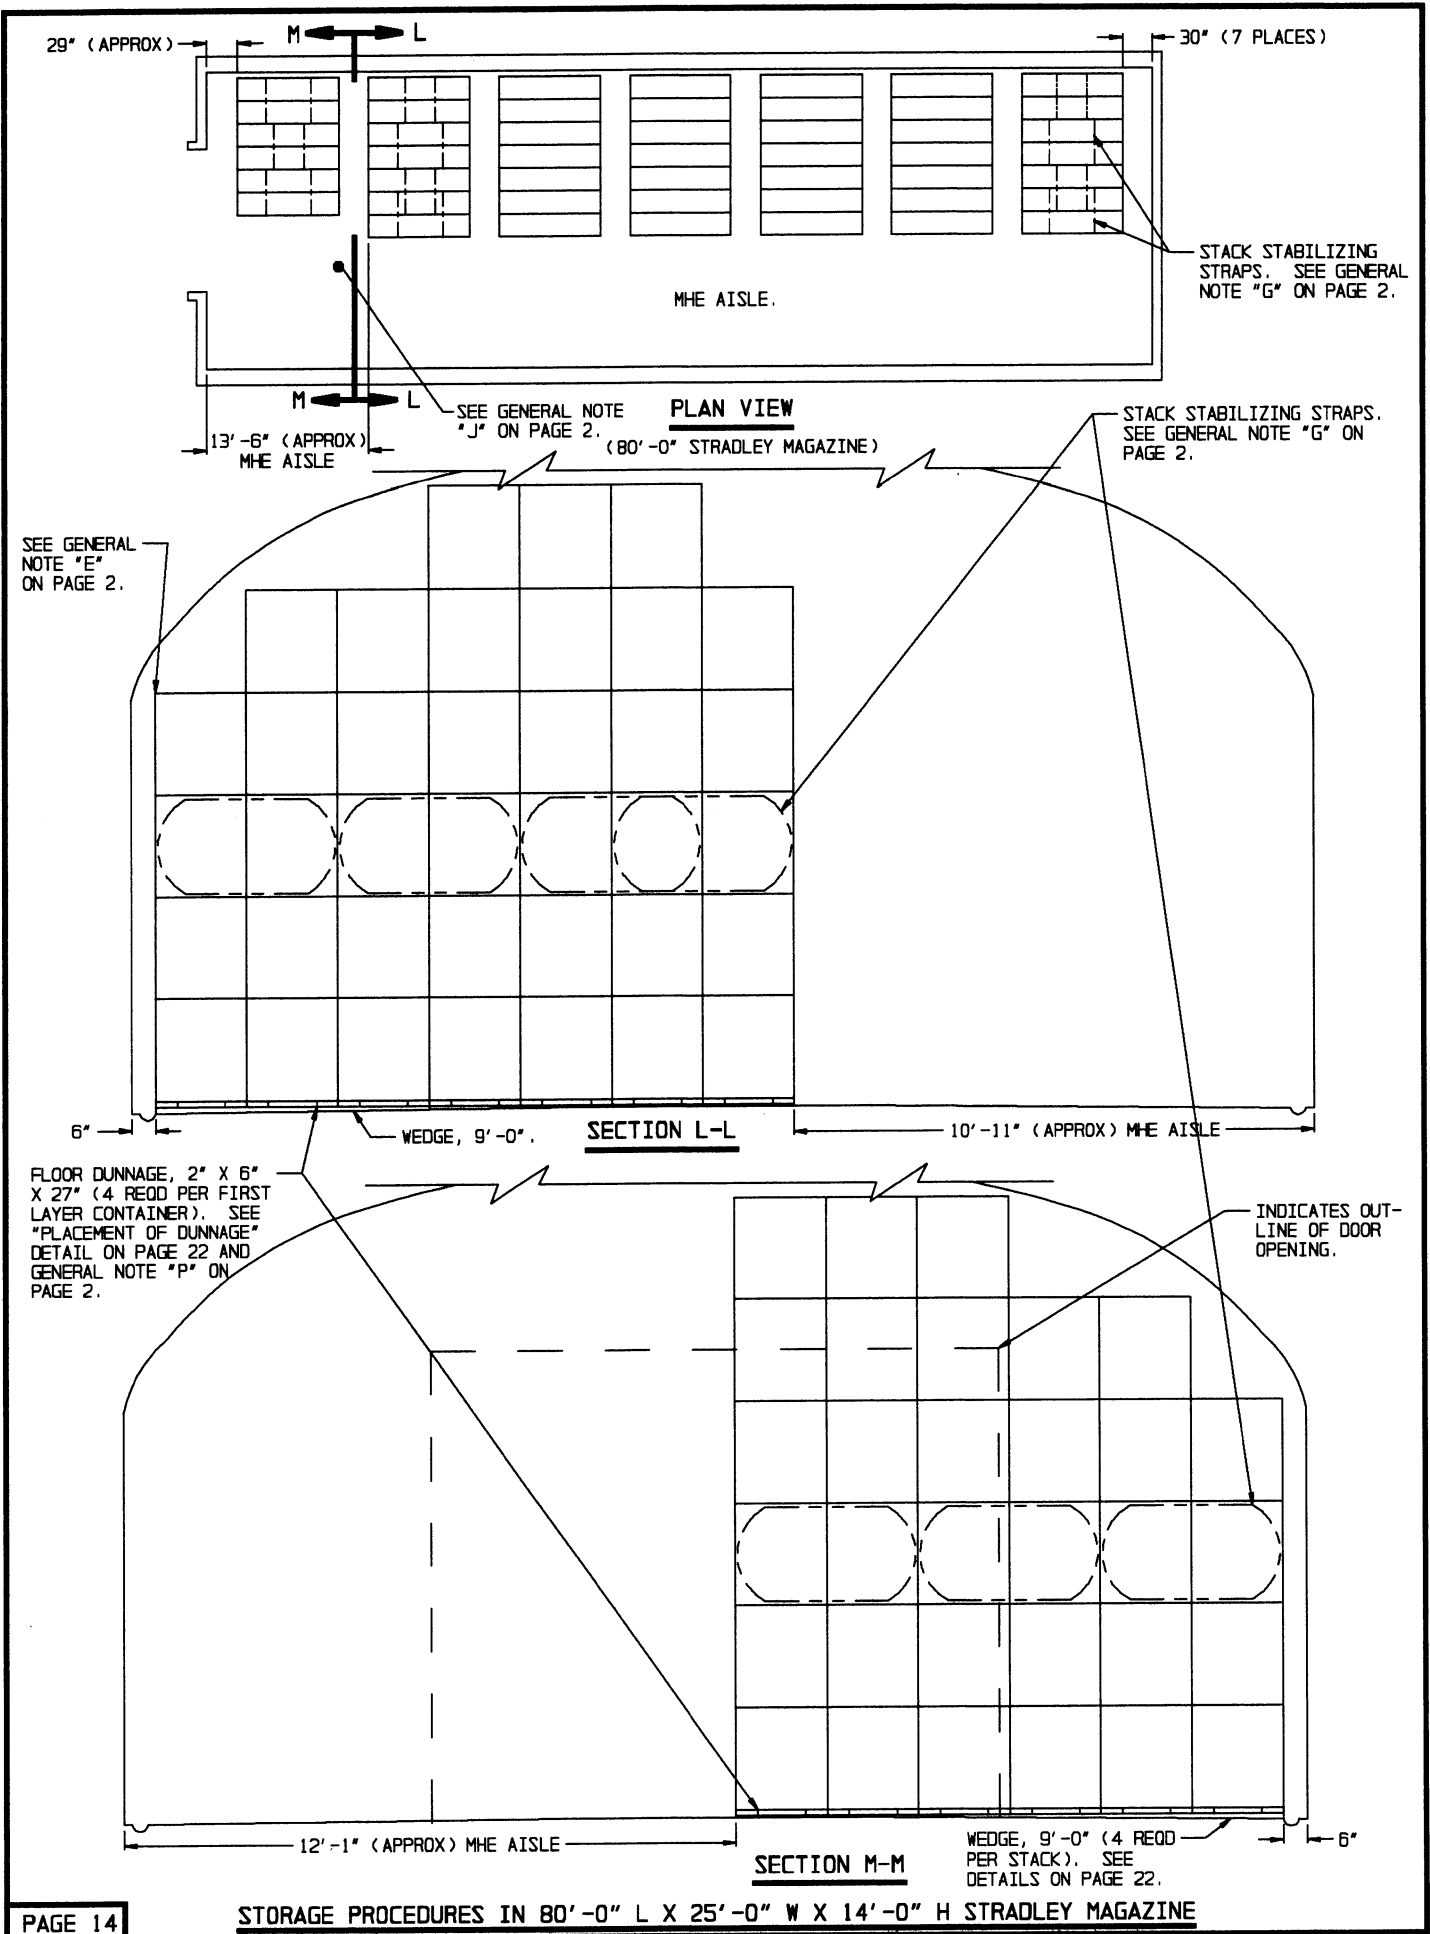 29" (APPROX)
M L
30" (7 PLACES)
STACK STABILIZING
STRAPS. SEE GENERAL
NOTE "G" ON PAGE 2.
MHE AISLE.
M L
SEE GENERAL NOTE
"J" ON PAGE 2.
PLAN VIEW
(80'-0" STRADLEY MAGAZINE)
13'-6" (APPROX)
MHE AISLE
STACK STABILIZING STRAPS.
SEE GENERAL NOTE "G" ON
PAGE 2.
SEE GENERAL
NOTE "E"
ON PAGE 2.
6"
WEDGE, 9'-0".
SECTION L-L
10'-11" (APPROX) MHE AISLE
FLOOR DUNNAGE, 2" X 6"
X 27" (4 REQD PER FIRST
LAYER CONTAINER). SEE
"PLACEMENT OF DUNNAGE"
DETAIL ON PAGE 22 AND
GENERAL NOTE "P" ON
PAGE 2.
INDICATES OUT-
LINE OF DOOR
OPENING.
12'-1" (APPROX) MHE AISLE
SECTION M-M
WEDGE, 9'-0" (4 REQD
PER STACK). SEE
DETAILS ON PAGE 22.
6"
PAGE 14
STORAGE PROCEDURES IN 80'-0" L X 25'-0" W X 14'-0" H STRADLEY MAGAZINE